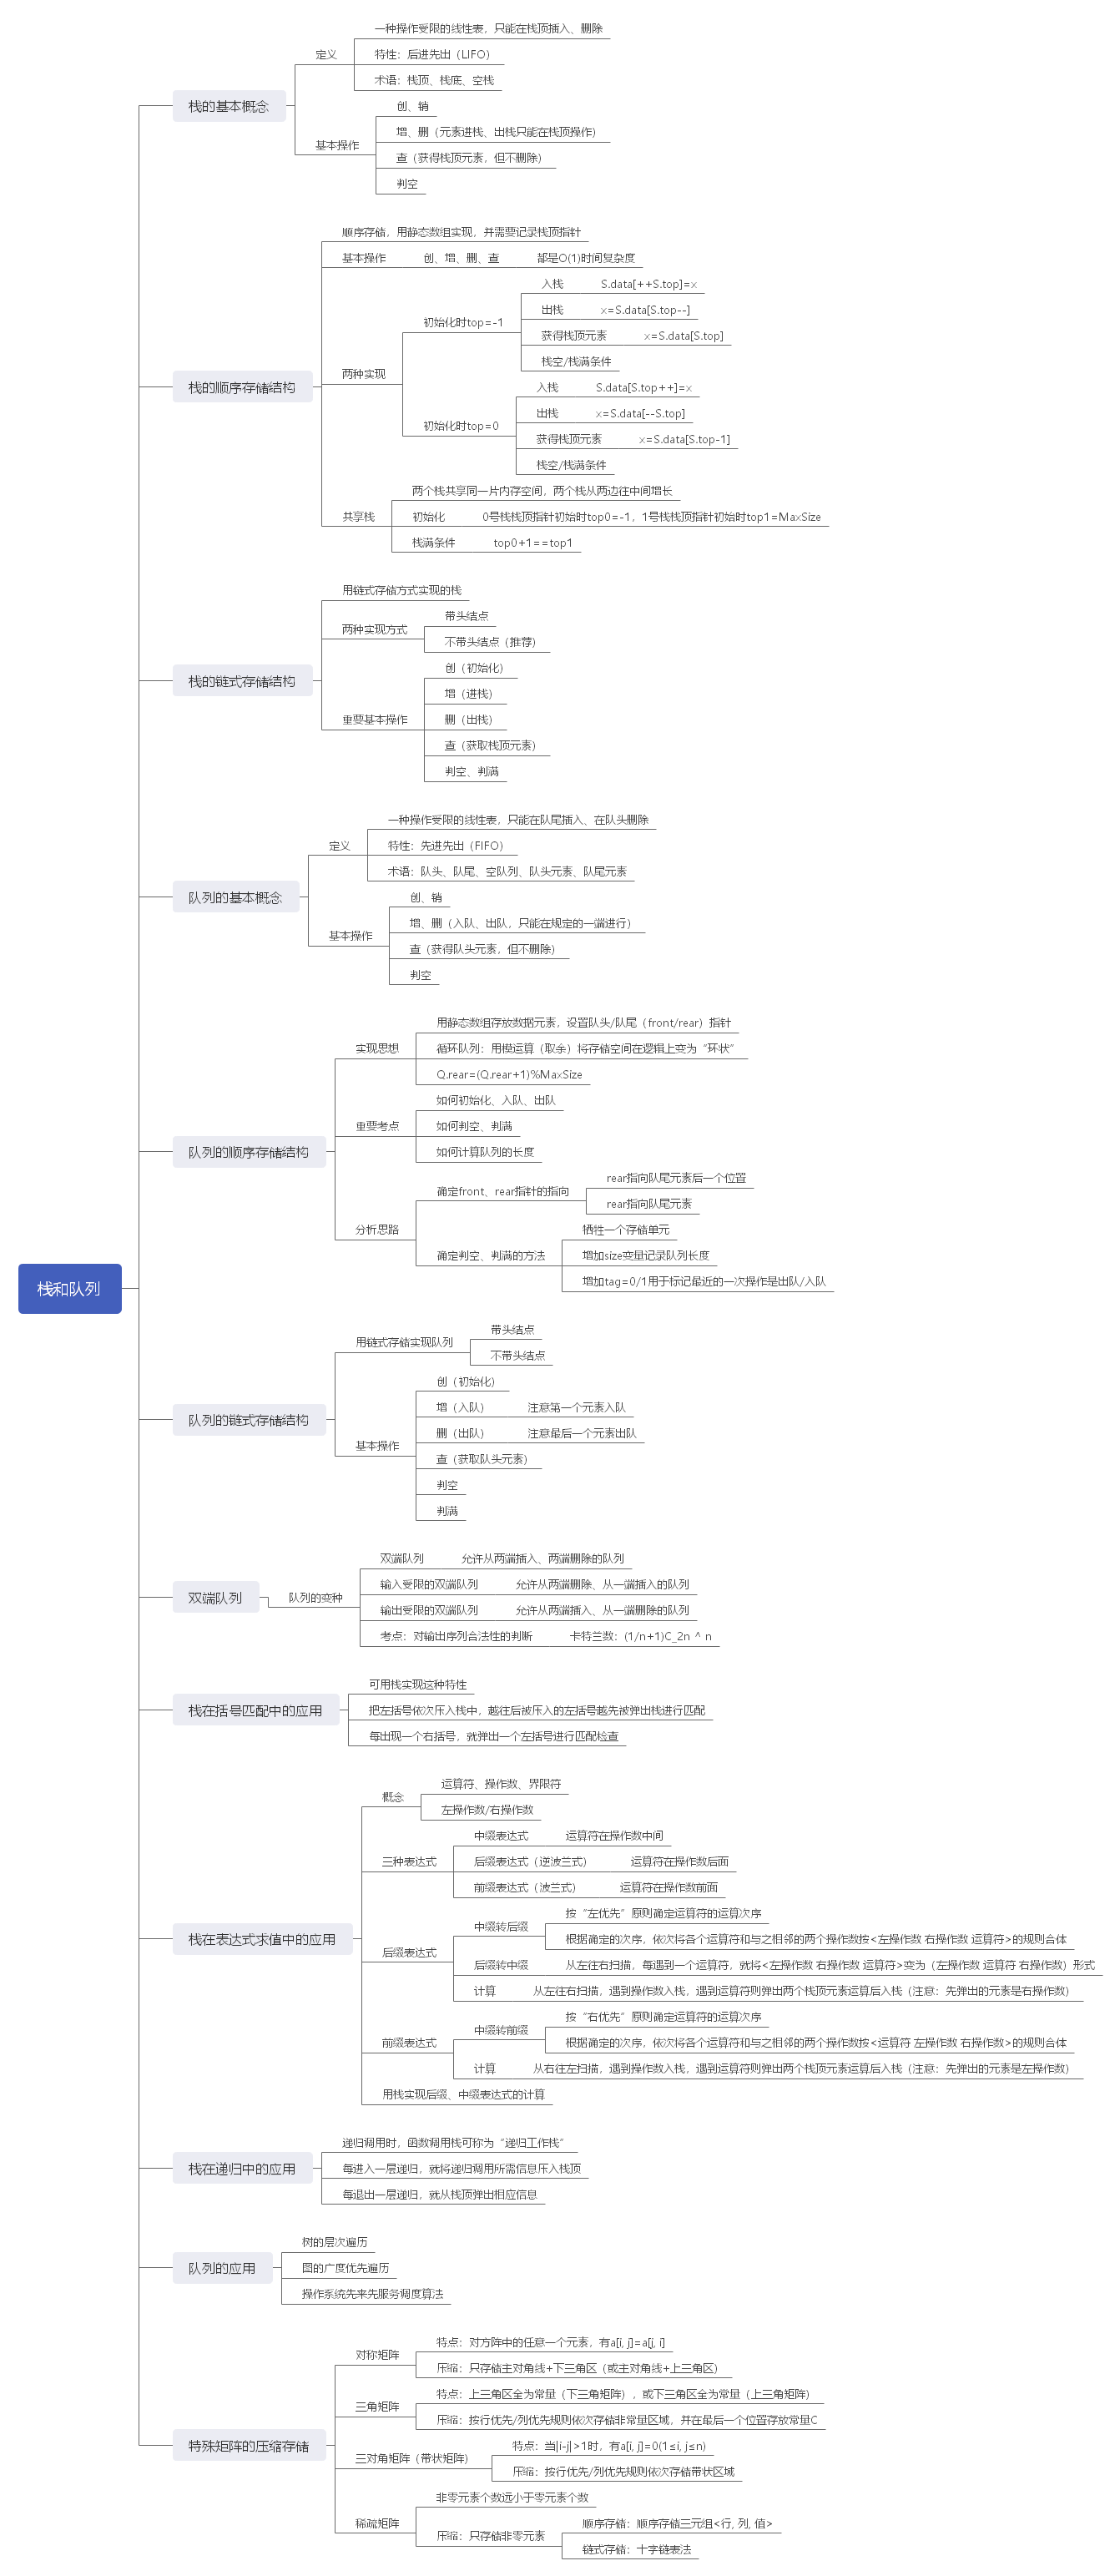 栈和队列
栈的基本概念
定义
一种操作受限的线性表，只能在栈顶插入、删除
特性：后进先出（LIFO）
术语：栈顶、栈底、空栈
基本操作
创、销
增、删（元素进栈、出栈只能在栈顶操作）
查（获得栈顶元素，但不删除）
判空
栈的顺序存储结构
顺序存储，用静态数组实现，并需要记录栈顶指针
基本操作
创、增、删、查
都是O(1)时间复杂度
两种实现
初始化时top=-1
入栈
S.data[++S.top]=x
出栈
x=S.data[S.top--]
获得栈顶元素
x=S.data[S.top]
栈空/栈满条件
初始化时top=0
入栈
S.data[S.top++]=x
出栈
x=S.data[--S.top]
获得栈顶元素
x=S.data[S.top-1]
栈空/栈满条件
共享栈
两个栈共享同一片内存空间，两个栈从两边往中间增长
初始化
0号栈栈顶指针初始时top0=-1，1号栈栈顶指针初始时top1=MaxSize
栈满条件
top0+1==top1
栈的链式存储结构
用链式存储方式实现的栈
两种实现方式
带头结点
不带头结点（推荐）
重要基本操作
创（初始化）
增（进栈）
删（出栈）
查（获取栈顶元素）
判空、判满
队列的基本概念
定义
一种操作受限的线性表，只能在队尾插入、在队头删除
特性：先进先出（FIFO）
术语：队头、队尾、空队列、队头元素、队尾元素
基本操作
创、销
增、删（入队、出队，只能在规定的一端进行）
查（获得队头元素，但不删除）
判空
队列的顺序存储结构
实现思想
用静态数组存放数据元素，设置队头/队尾（front/rear）指针
循环队列：用模运算（取余）将存储空间在逻辑上变为“环状”
Q.rear=(Q.rear+1)%MaxSize
重要考点
如何初始化、入队、出队
如何判空、判满
如何计算队列的长度
分析思路
确定front、rear指针的指向
rear指向队尾元素后一个位置
rear指向队尾元素
确定判空、判满的方法
牺牲一个存储单元
增加size变量记录队列长度
增加tag=0/1用于标记最近的一次操作是出队/入队
队列的链式存储结构
用链式存储实现队列
带头结点
不带头结点
基本操作
创（初始化）
增（入队）
注意第一个元素入队
删（出队）
注意最后一个元素出队
查（获取队头元素）
判空
判满
双端队列
队列的变种
双端队列
允许从两端插入、两端删除的队列
输入受限的双端队列
允许从两端删除、从一端插入的队列
输出受限的双端队列
允许从两端插入、从一端删除的队列
考点：对输出序列合法性的判断
卡特兰数：(1/n+1)C_2n ^ n
栈在括号匹配中的应用
可用栈实现这种特性
把左括号依次压入栈中，越往后被压入的左括号越先被弹出栈进行匹配
每出现一个右括号，就弹出一个左括号进行匹配检查
栈在表达式求值中的应用
概念
运算符、操作数、界限符
左操作数/右操作数
三种表达式
中缀表达式
运算符在操作数中间
后缀表达式（逆波兰式）
运算符在操作数后面
前缀表达式（波兰式）
运算符在操作数前面
后缀表达式
中缀转后缀
按“左优先”原则确定运算符的运算次序
根据确定的次序，依次将各个运算符和与之相邻的两个操作数按<左操作数 右操作数 运算符>的规则合体
后缀转中缀
从左往右扫描，每遇到一个运算符，就将<左操作数 右操作数 运算符>变为（左操作数 运算符 右操作数）形式
计算
从左往右扫描，遇到操作数入栈，遇到运算符则弹出两个栈顶元素运算后入栈（注意：先弹出的元素是右操作数）
前缀表达式
中缀转前缀
按“右优先”原则确定运算符的运算次序
根据确定的次序，依次将各个运算符和与之相邻的两个操作数按<运算符 左操作数 右操作数>的规则合体
计算
从右往左扫描，遇到操作数入栈，遇到运算符则弹出两个栈顶元素运算后入栈（注意：先弹出的元素是左操作数）
用栈实现后缀、中缀表达式的计算
栈在递归中的应用
递归调用时，函数调用栈可称为“递归工作栈”
每进入一层递归，就将递归调用所需信息压入栈顶
每退出一层递归，就从栈顶弹出相应信息
队列的应用
树的层次遍历
图的广度优先遍历
操作系统先来先服务调度算法
特殊矩阵的压缩存储
对称矩阵
特点：对方阵中的任意一个元素，有a[i, j]=a[j, i]
压缩：只存储主对角线+下三角区（或主对角线+上三角区）
三角矩阵
特点：上三角区全为常量（下三角矩阵），或下三角区全为常量（上三角矩阵）
压缩：按行优先/列优先规则依次存储非常量区域，并在最后一个位置存放常量C
三对角矩阵（带状矩阵）
特点：当|i-j|>1时，有a[i, j]=0(1≤i, j≤n)
压缩：按行优先/列优先规则依次存储带状区域
稀疏矩阵
非零元素个数远小于零元素个数
压缩：只存储非零元素
顺序存储：顺序存储三元组<行, 列, 值>
链式存储：十字链表法